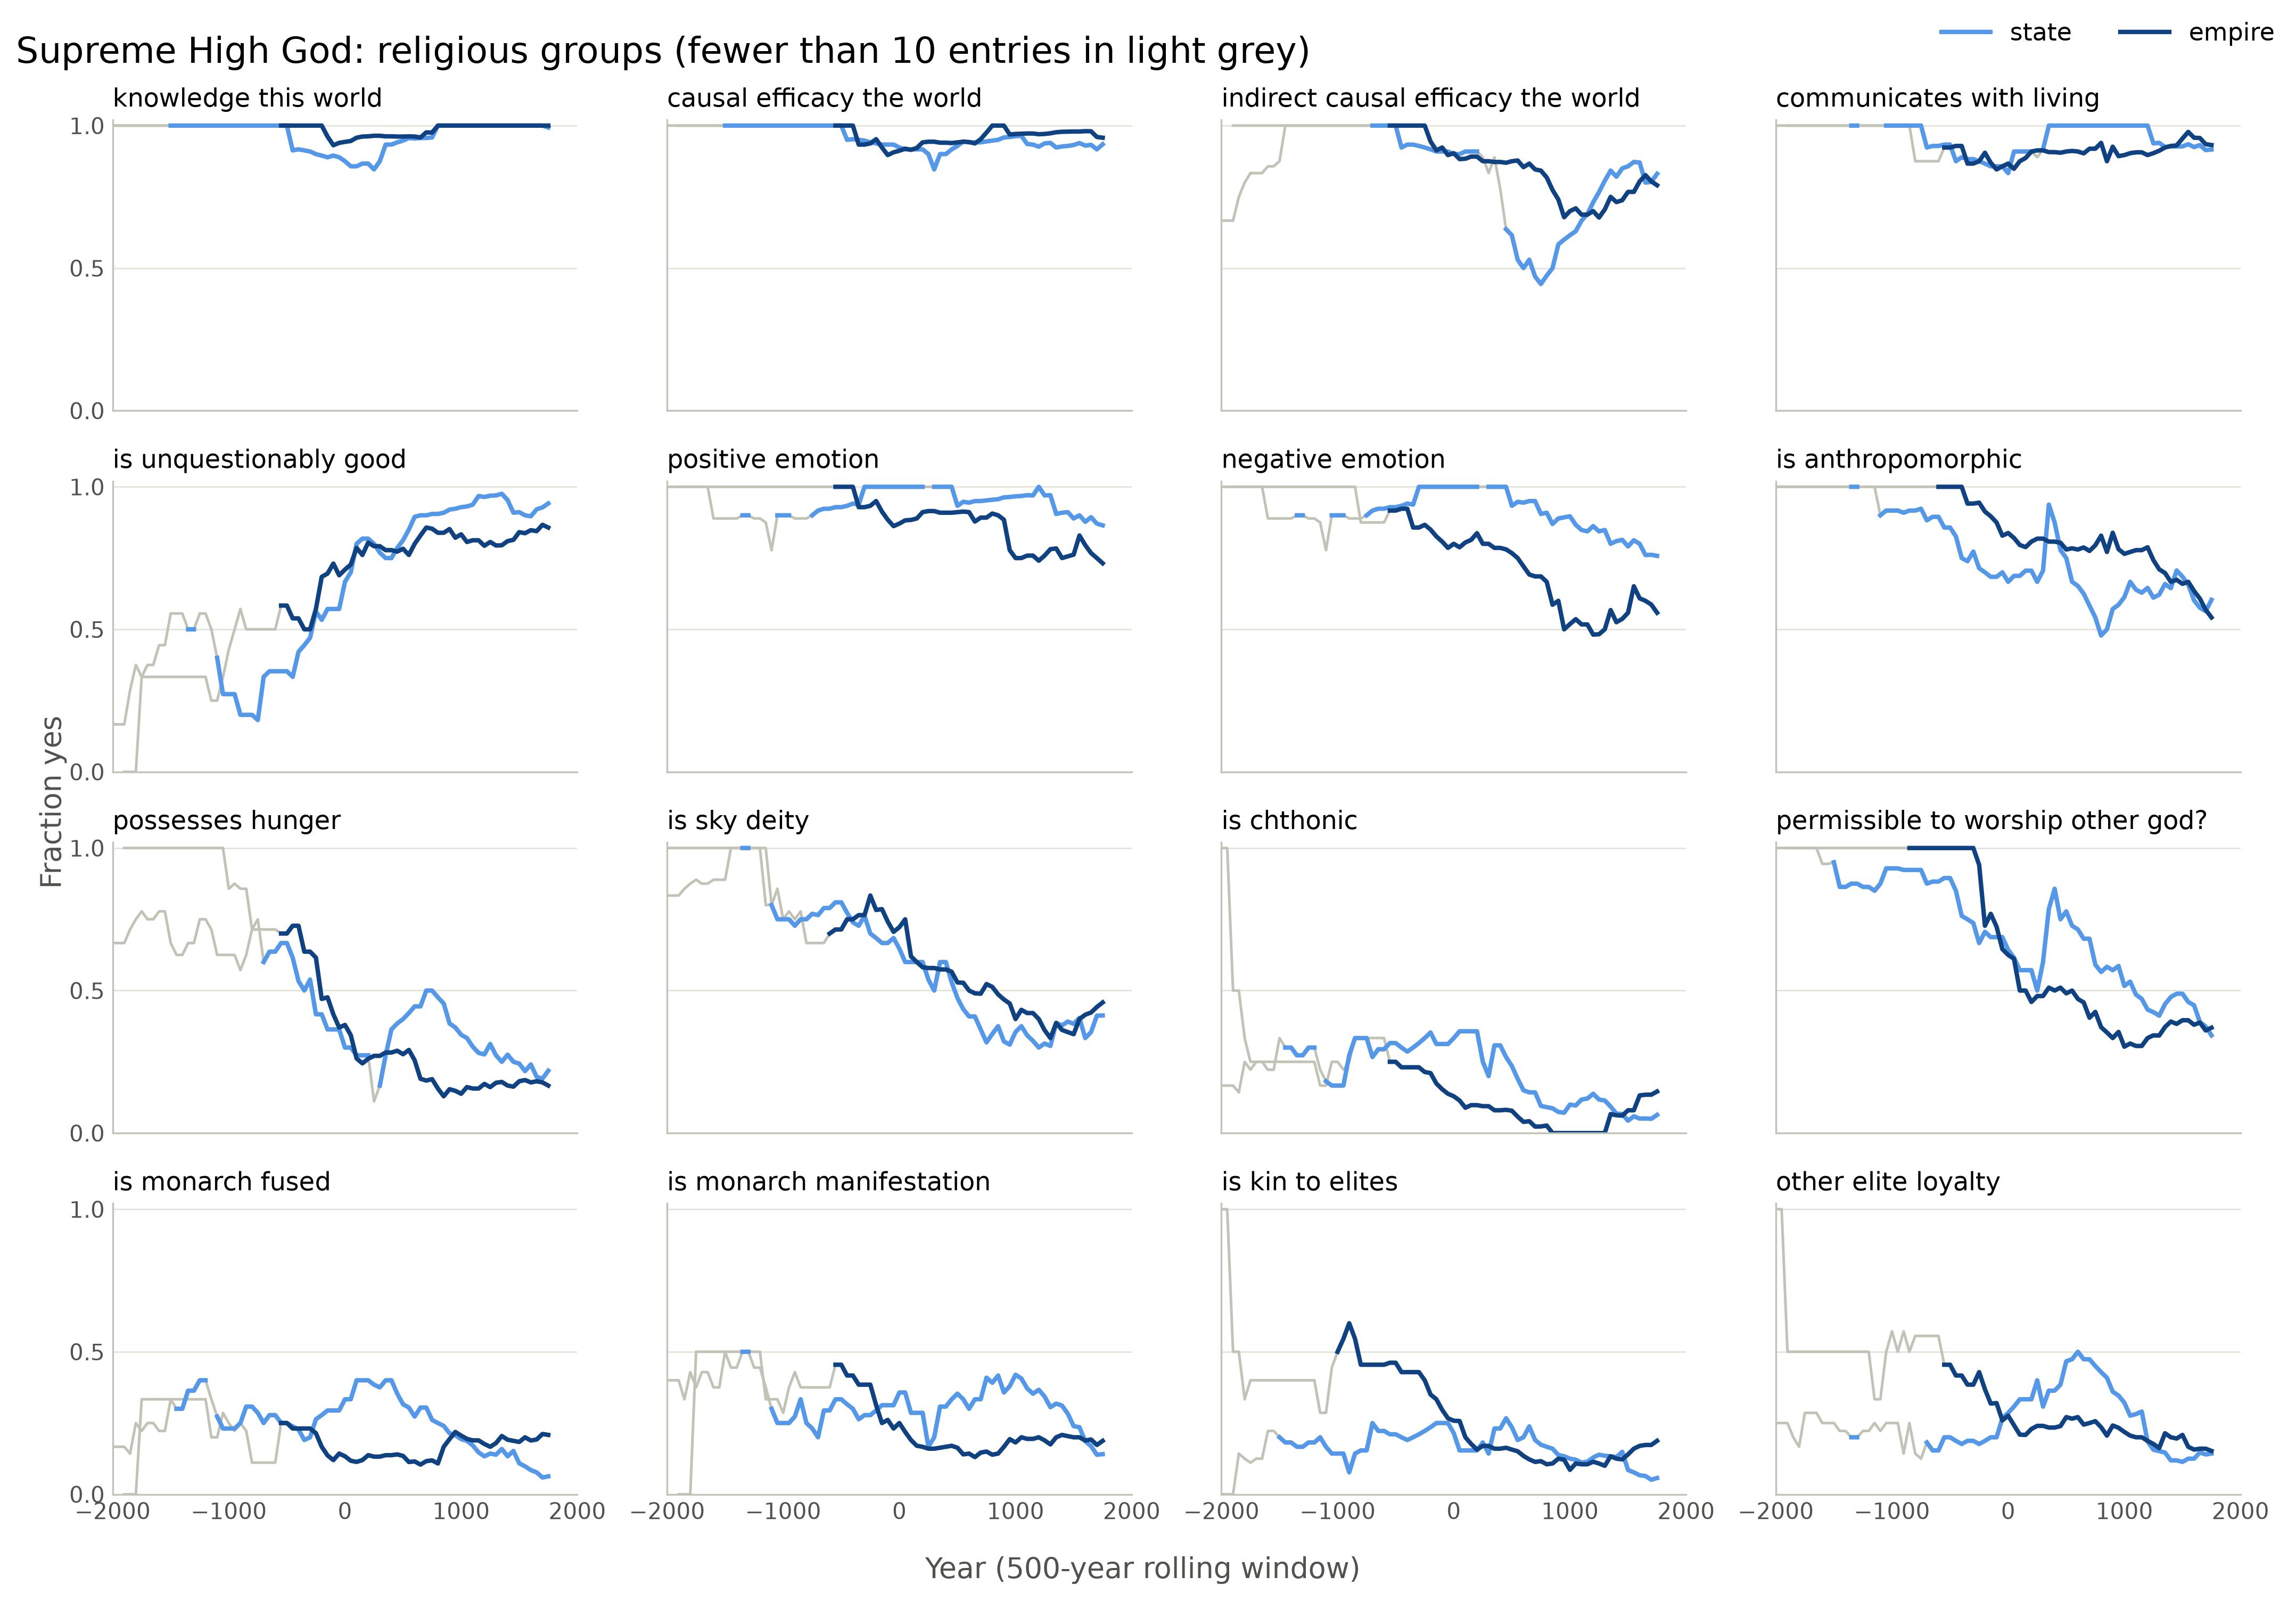 Supreme High God: religious groups (fewer than 10 entries in light grey)
state
empire
knowledge this world
causal efficacy the world
indirect causal efficacy the world
communicates with living
1.0
0.5
0.0
is unquestionably good
positive emotion
negative emotion
is anthropomorphic
1.0
0.5
0.0
possesses hunger
is sky deity
is chthonic
permissible to worship other god?
1.0
0.5
0.0
is monarch fused
is monarch manifestation
is kin to elites
other elite loyalty
1.0
0.5
0.0
−2000 −1000 0 1000 2000
−2000 −1000 0 1000 2000
−2000 −1000 0 1000 2000
−2000 −1000 0 1000 2000
Fraction yes
Year (500-year rolling window)